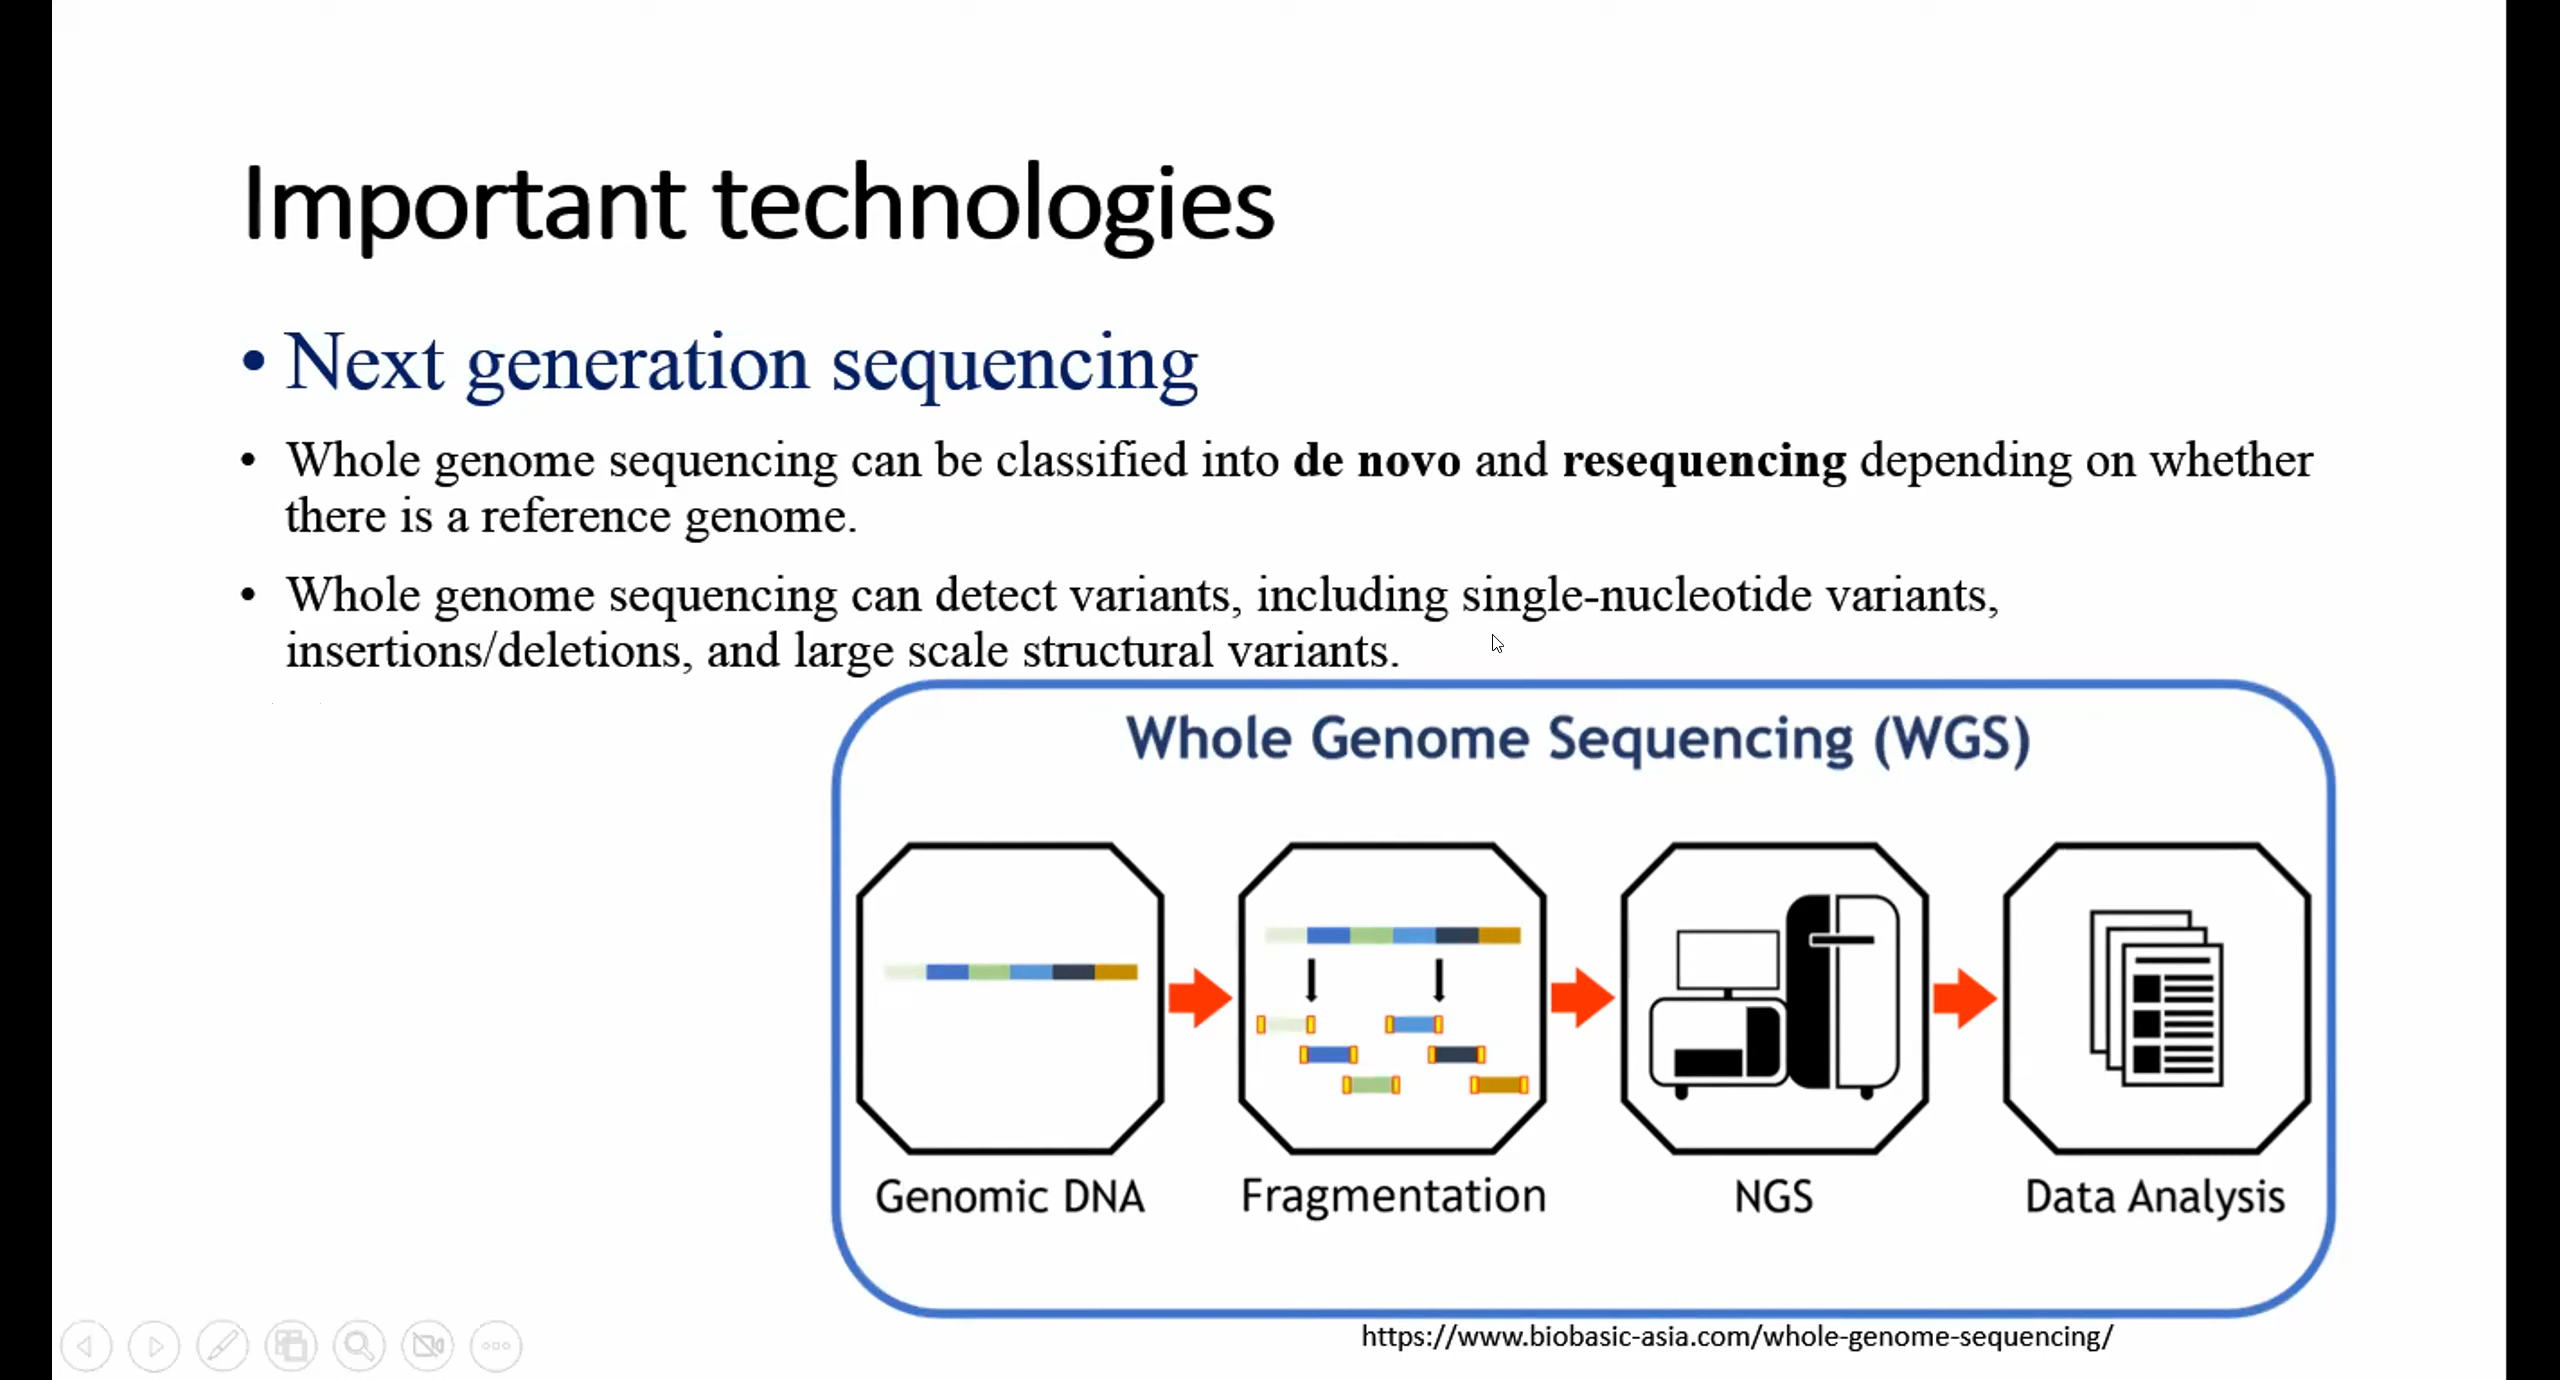 Important technologies
• Next generation sequencing
• Whole genome sequencing can be classified into de novo and resequencing depending on whether
there is a reference genome.
• Whole genome sequencing can detect variants, including single-nucleotide variants,
insertions/deletions, and large scale structural variants.
Whole Genome Sequencing (WGS)
Genomic DNA
Fragmentation
NGS
Data Analysis
https://www.biobasic-asia.com/whole-genome-sequencing/